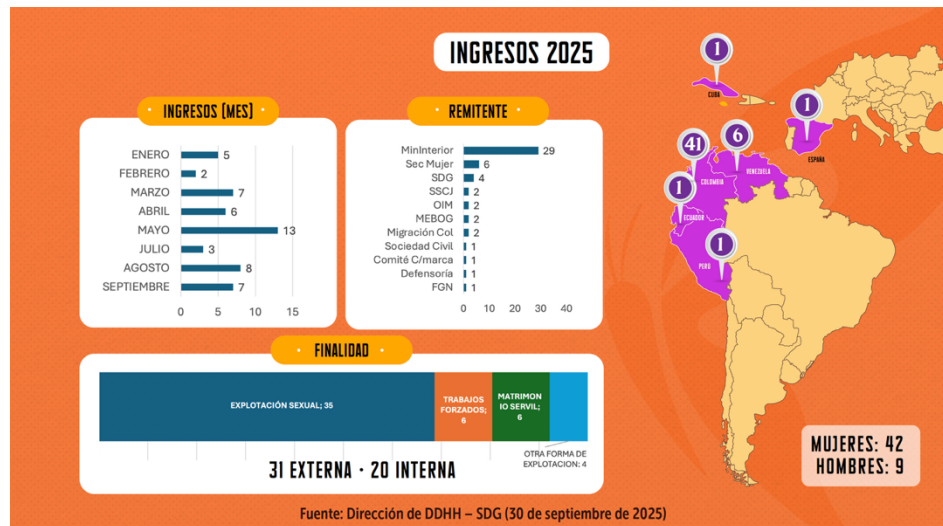 INGRESOS 2025
· INGRESOS (MES) ·
ENERO 5
FEBRERO 2
MARZO 7
ABRIL 6
MAYO 13
JULIO 3
AGOSTO 8
SEPTIEMBRE 7
0 5 10 15
· REMITENTE ·
MinInterior 29
Sec Mujer 6
SDG 4
SSCJ 2
OIM 2
MEBOG 2
Migración Col 2
Sociedad Civil 1
Comité C/marca 1
Defensoría 1
FGN 1
0 10 20 30 40
1
CUBA
1
ESPAÑA
41
COLOMBIA
6
VENEZUELA
1
ECUADOR
1
PERÚ
· FINALIDAD ·
EXPLOTACIÓN SEXUAL; 35
TRABAJOS
FORZADOS;
6
MATRIMON
IO SERVIL;
6
OTRA FORMA DE
EXPLOTACION: 4
31 EXTERNA · 20 INTERNA
MUJERES: 42
HOMBRES: 9
Fuente: Dirección de DDHH – SDG (30 de septiembre de 2025)